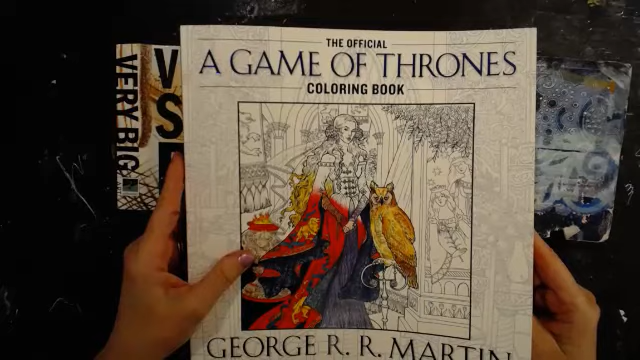 THE OFFICIAL
A GAME OF THRONES
COLORING BOOK
GEORGE R. R. MARTIN
VERY BIG